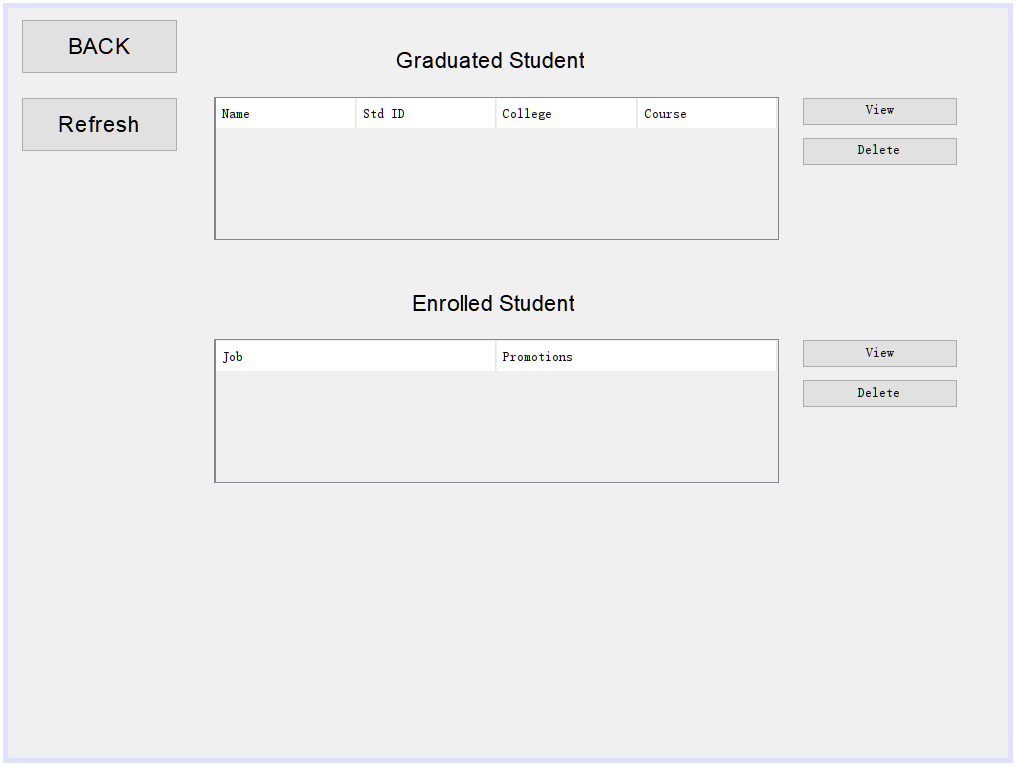 BACK
Refresh
Graduated Student
Name Std ID College Course
View
Delete
Enrolled Student
Job Promotions
View
Delete